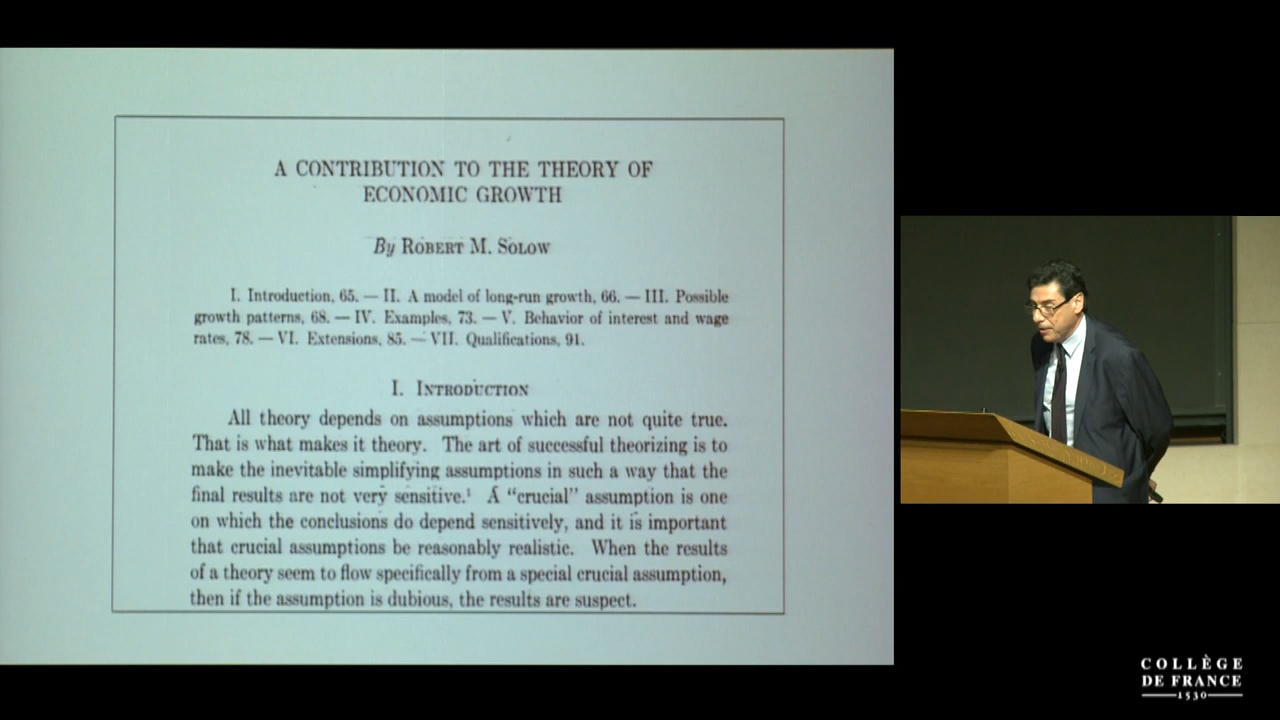 A CONTRIBUTION TO THE THEORY OF
ECONOMIC GROWTH
By ROBERT M. SOLOW
I. Introduction, 65. — II. A model of long-run growth, 66. — III. Possible
growth patterns, 68. — IV. Examples, 73. — V. Behavior of interest and wage
rates, 78. — VI. Extensions, 85. — VII. Qualifications, 91.
I. INTRODUCTION
All theory depends on assumptions which are not quite true.
That is what makes it theory. The art of successful theorizing is to
make the inevitable simplifying assumptions in such a way that the
final results are not very sensitive.¹ A “crucial” assumption is one
on which the conclusions do depend sensitively, and it is important
that crucial assumptions be reasonably realistic. When the results
of a theory seem to flow specifically from a special crucial assumption,
then if the assumption is dubious, the results are suspect.
COLLÈGE
DE FRANCE
1530